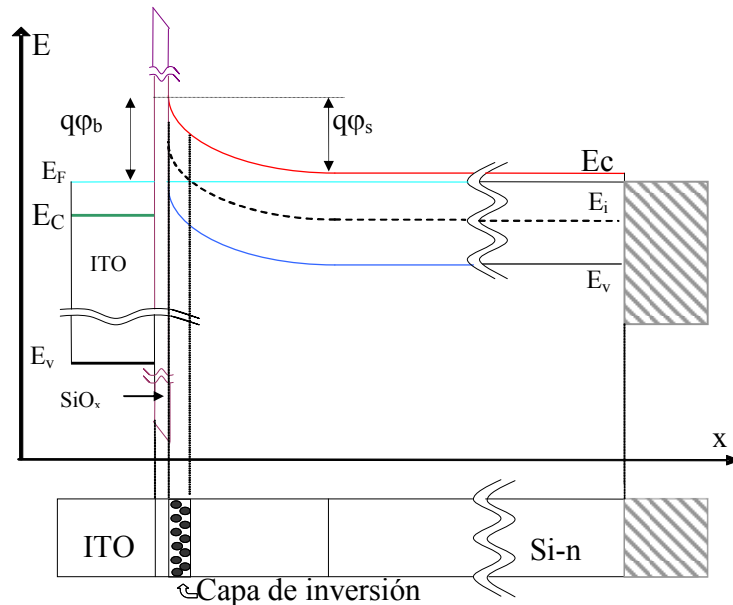 E
qφb
qφs
EF
Ec
EC
Ei
ITO
Ev
Ev
SiOx
x
ITO
Si-n
Capa de inversión